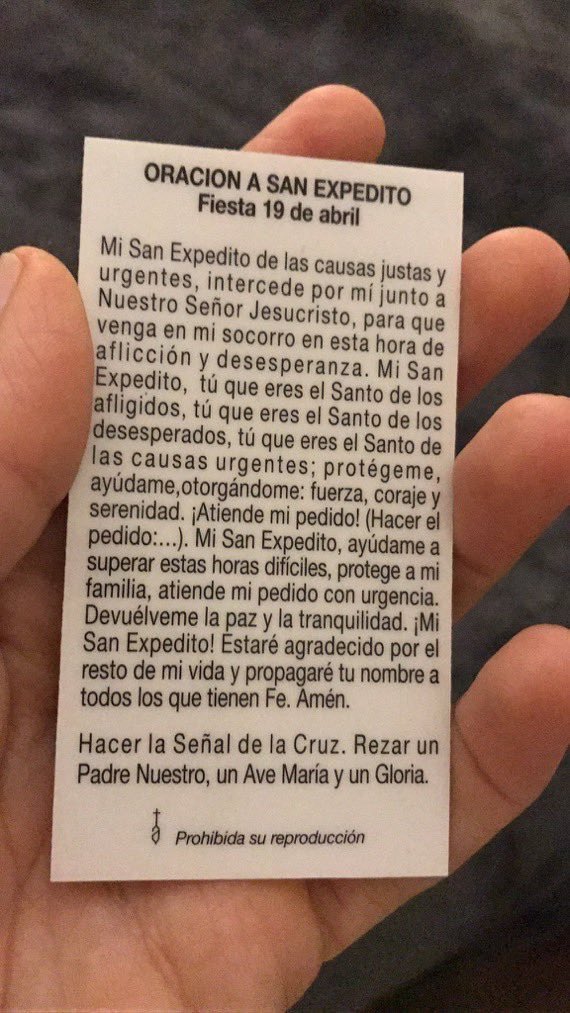 ORACION A SAN EXPEDITO
Fiesta 19 de abril
Mi San Expedito de las causas justas y
urgentes, intercede por mí junto a
Nuestro Señor Jesucristo, para que
venga en mi socorro en esta hora de
aflicción y desesperanza. Mi San
Expedito, tú que eres el Santo de los
afligidos, tú que eres el Santo de los
desesperados, tú que eres el Santo de
las causas urgentes; protégeme,
ayúdame,otorgándome: fuerza, coraje y
serenidad. ¡Atiende mi pedido! (Hacer el
pedido:...). Mi San Expedito, ayúdame a
superar estas horas difíciles, protege a mi
familia, atiende mi pedido con urgencia.
Devuélveme la paz y la tranquilidad. ¡Mi
San Expedito! Estaré agradecido por el
resto de mi vida y propagaré tu nombre a
todos los que tienen Fe. Amén.
Hacer la Señal de la Cruz. Rezar un
Padre Nuestro, un Ave María y un Gloria.
Prohibida su reproducción